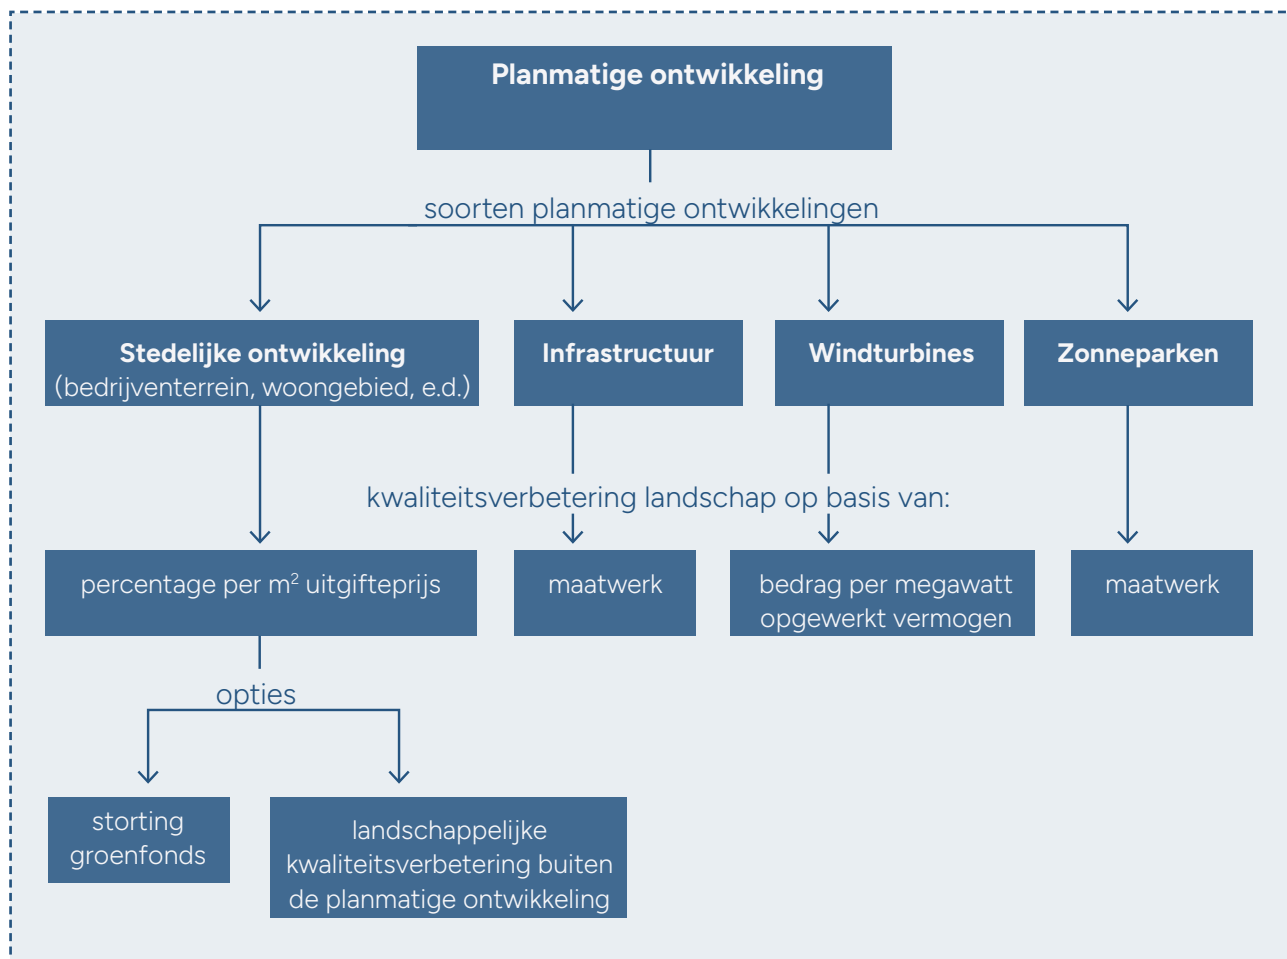 Planmatige ontwikkeling
soorten planmatige ontwikkelingen
Stedelijke ontwikkeling
(bedrijventerrein, woongebied, e.d.)
Infrastructuur
Windturbines
Zonneparken
kwaliteitsverbetering landschap op basis van:
percentage per m² uitgifteprijs
maatwerk
bedrag per megawatt
opgewerkt vermogen
maatwerk
opties
storting
groenfonds
landschappelijke
kwaliteitsverbetering buiten
de planmatige ontwikkeling